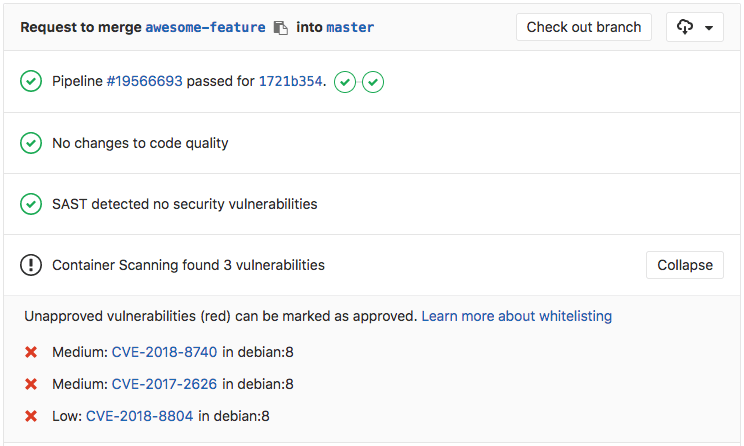 Request to merge awesome-feature into master Check out branch
Pipeline #19566693 passed for 1721b354.
No changes to code quality
SAST detected no security vulnerabilities
Container Scanning found 3 vulnerabilities Collapse
Unapproved vulnerabilities (red) can be marked as approved. Learn more about whitelisting
Medium: CVE-2018-8740 in debian:8
Medium: CVE-2017-2626 in debian:8
Low: CVE-2018-8804 in debian:8